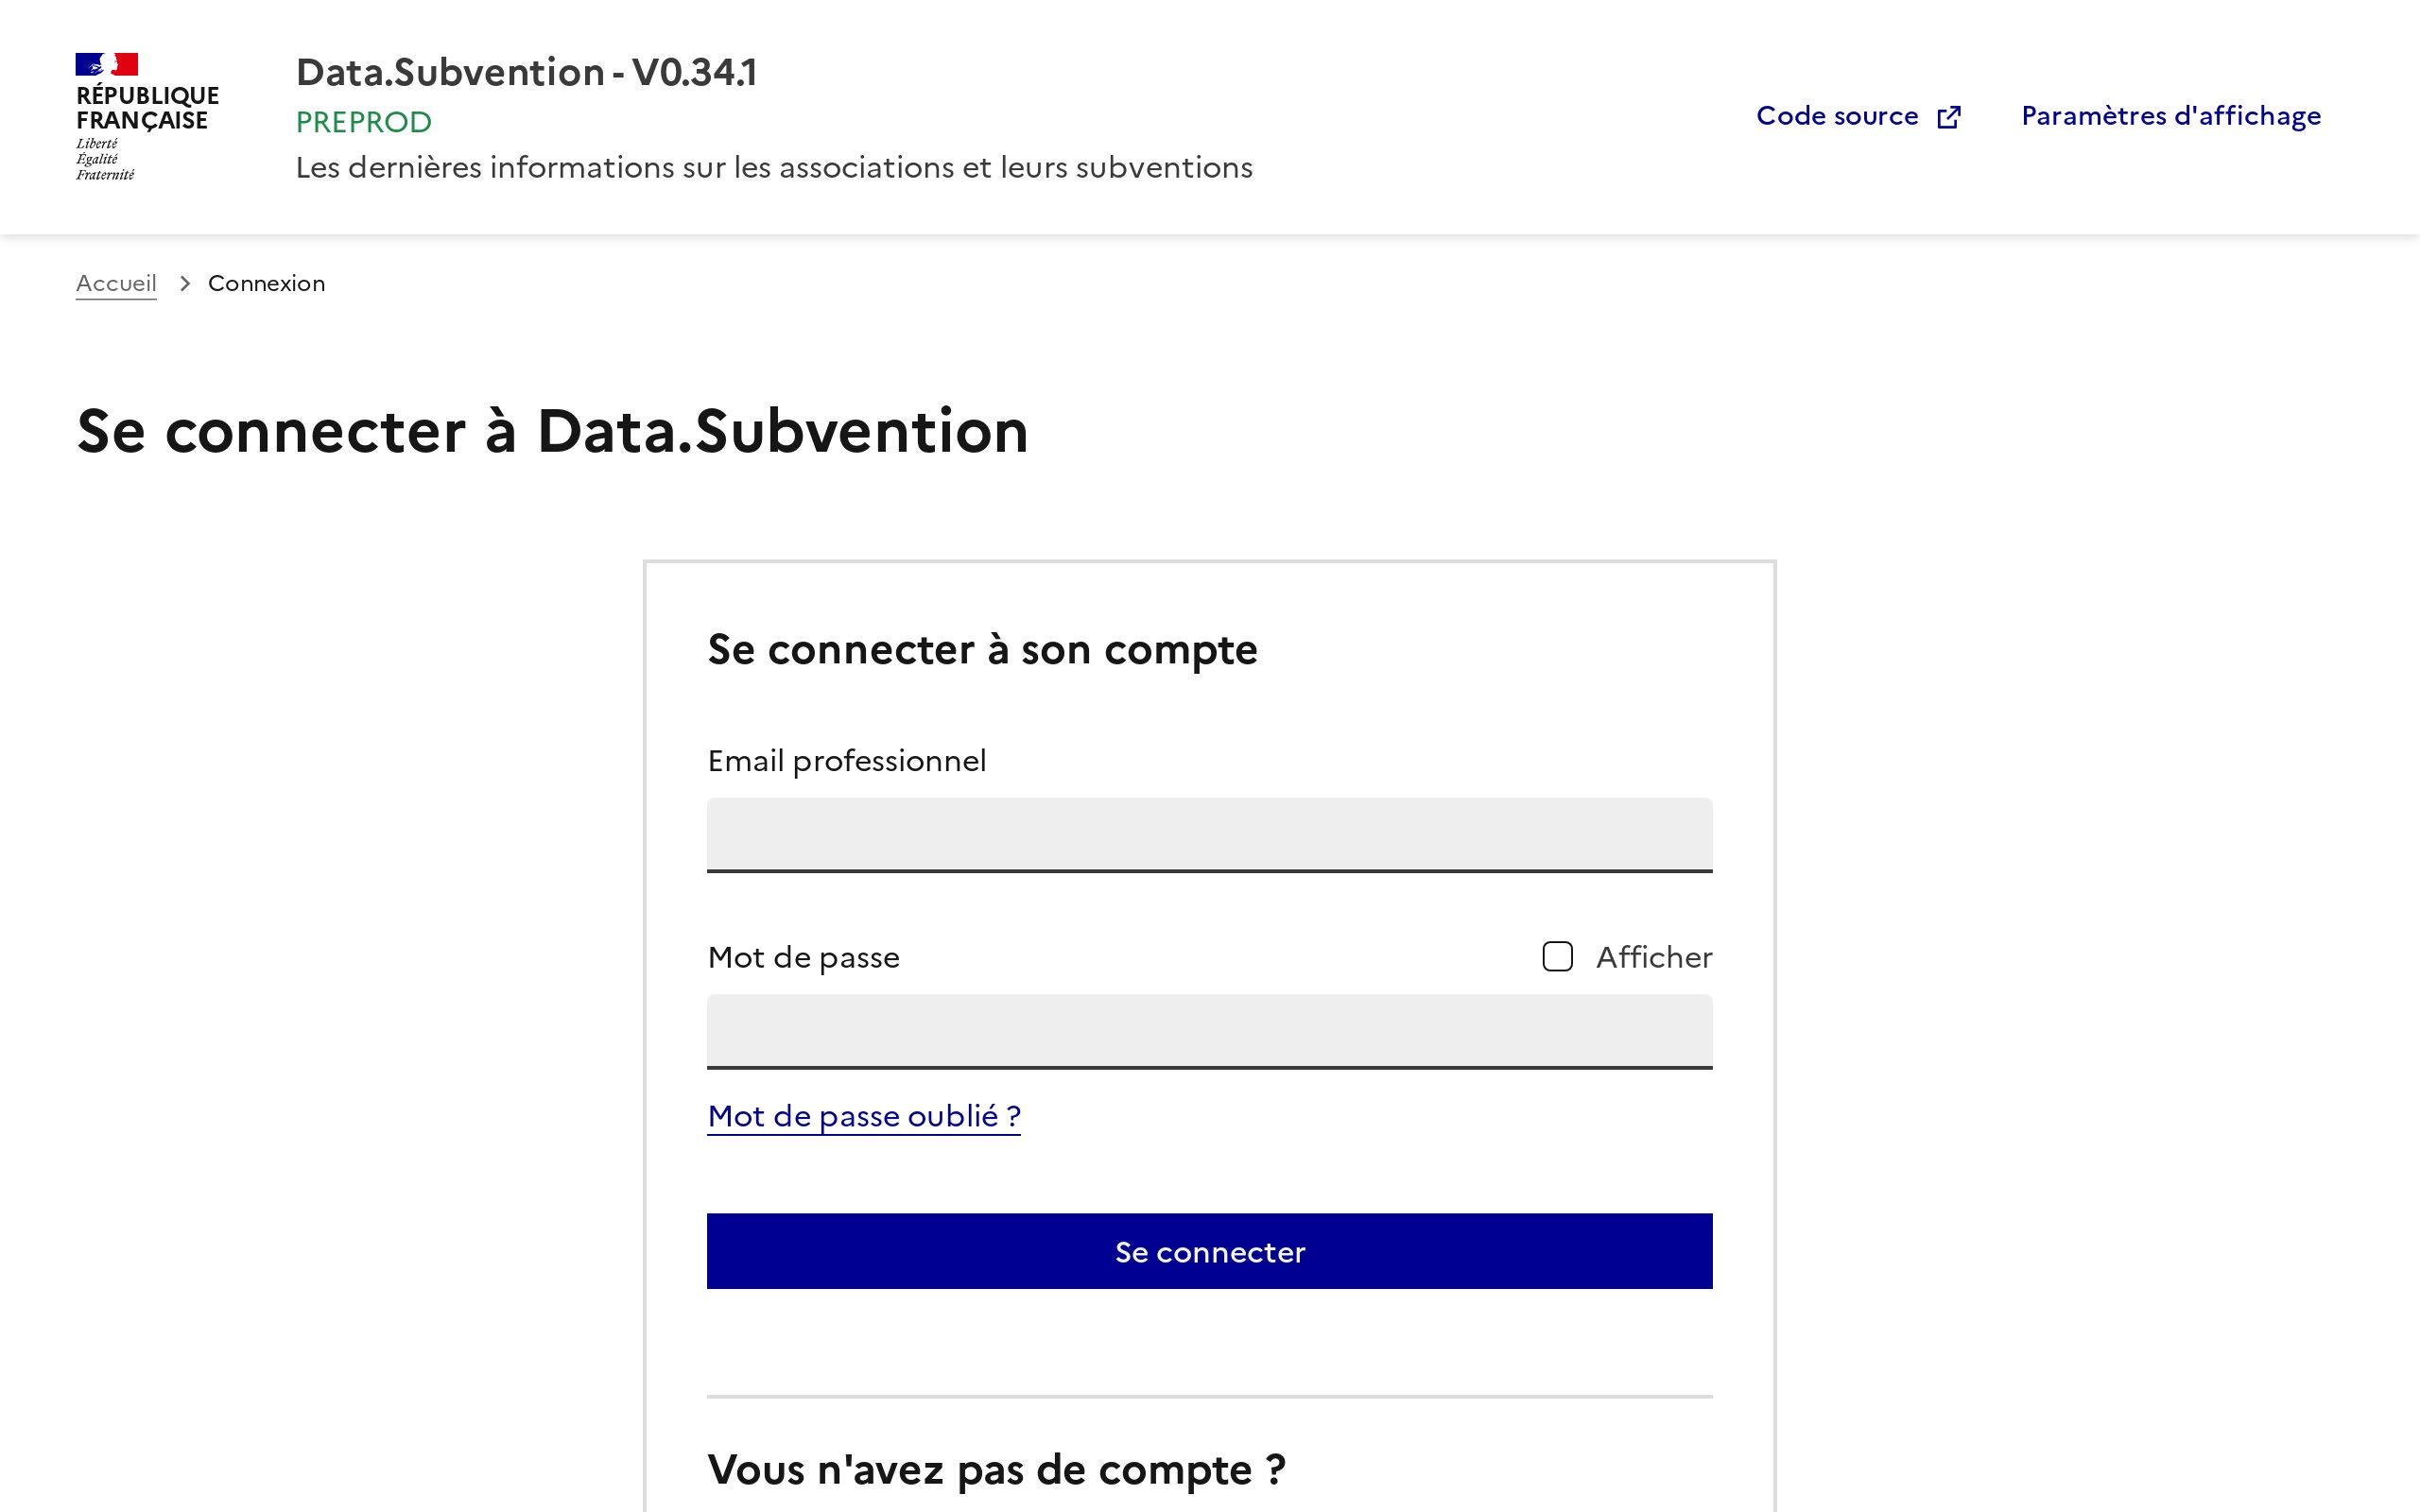 RÉPUBLIQUE
FRANÇAISE
Liberté
Égalité
Fraternité
Data.Subvention - V0.34.1
PREPROD
Les dernières informations sur les associations et leurs subventions
Code source
Paramètres d'affichage
Accueil
Connexion
Se connecter à Data.Subvention
Se connecter à son compte
Email professionnel
Mot de passe
Afficher
Mot de passe oublié ?
Se connecter
Vous n'avez pas de compte ?